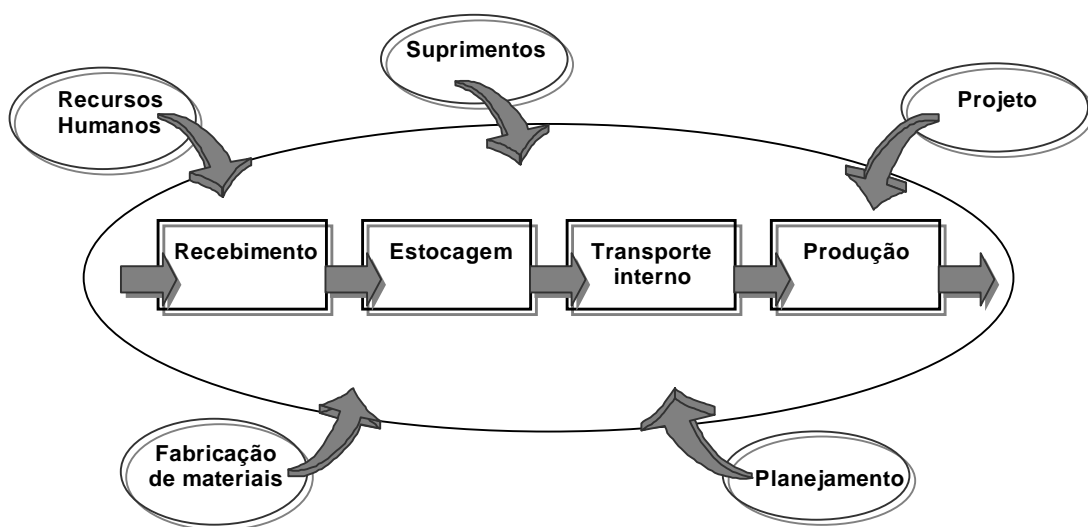 Suprimentos
Recursos
Humanos
Projeto
Recebimento
Estocagem
Transporte
interno
Produção
Fabricação
de materiais
Planejamento